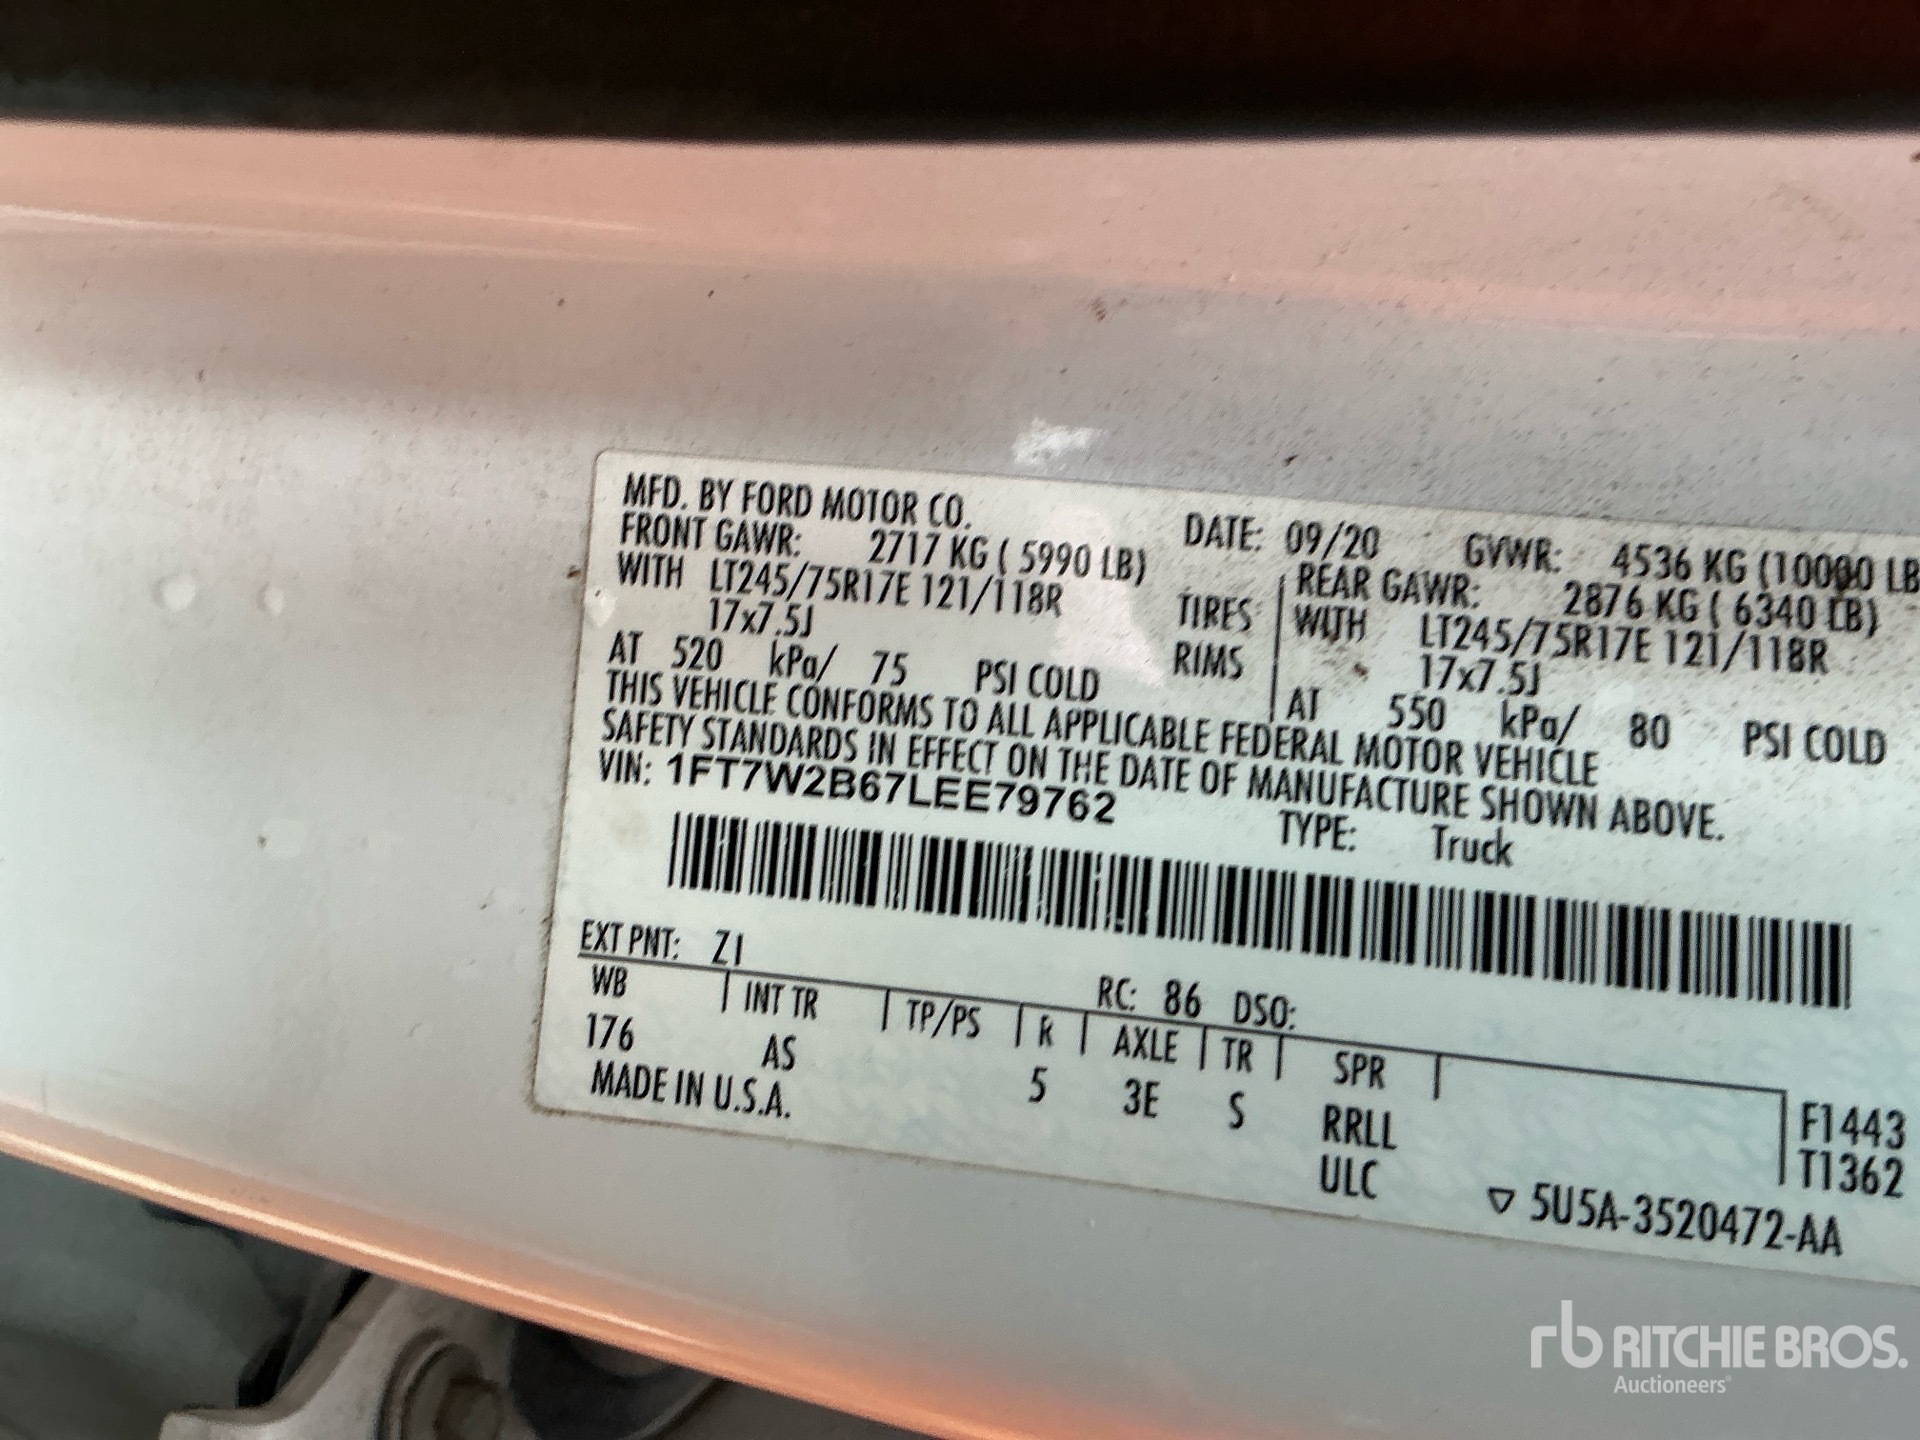 MFD. BY FORD MOTOR CO. DATE: 09/20 GVWR: 4536 KG (10000 LB
FRONT GAWR: 2717 KG ( 5990 LB) REAR GAWR: 2876 KG ( 6340 LB)
WITH LT245/75R17E 121/118R TIRES WITH LT245/75R17E 121/118R
17x7.5J RIMS 17x7.5J
AT 520 kPa/ 75 PSI COLD AT 550 kPa/ 80 PSI COLD
THIS VEHICLE CONFORMS TO ALL APPLICABLE FEDERAL MOTOR VEHICLE
SAFETY STANDARDS IN EFFECT ON THE DATE OF MANUFACTURE SHOWN ABOVE.
VIN: 1FT7W2B67LEE79762 TYPE: Truck
EXT PNT: Z1 RC: 86 DSO:
WB INT TR TP/PS R AXLE TR SPR
176 AS 5 3E S RRLL F1443
MADE IN U.S.A. ULC T1362
▽ 5U5A-3520472-AA
rb RITCHIE BROS.
Auctioneers